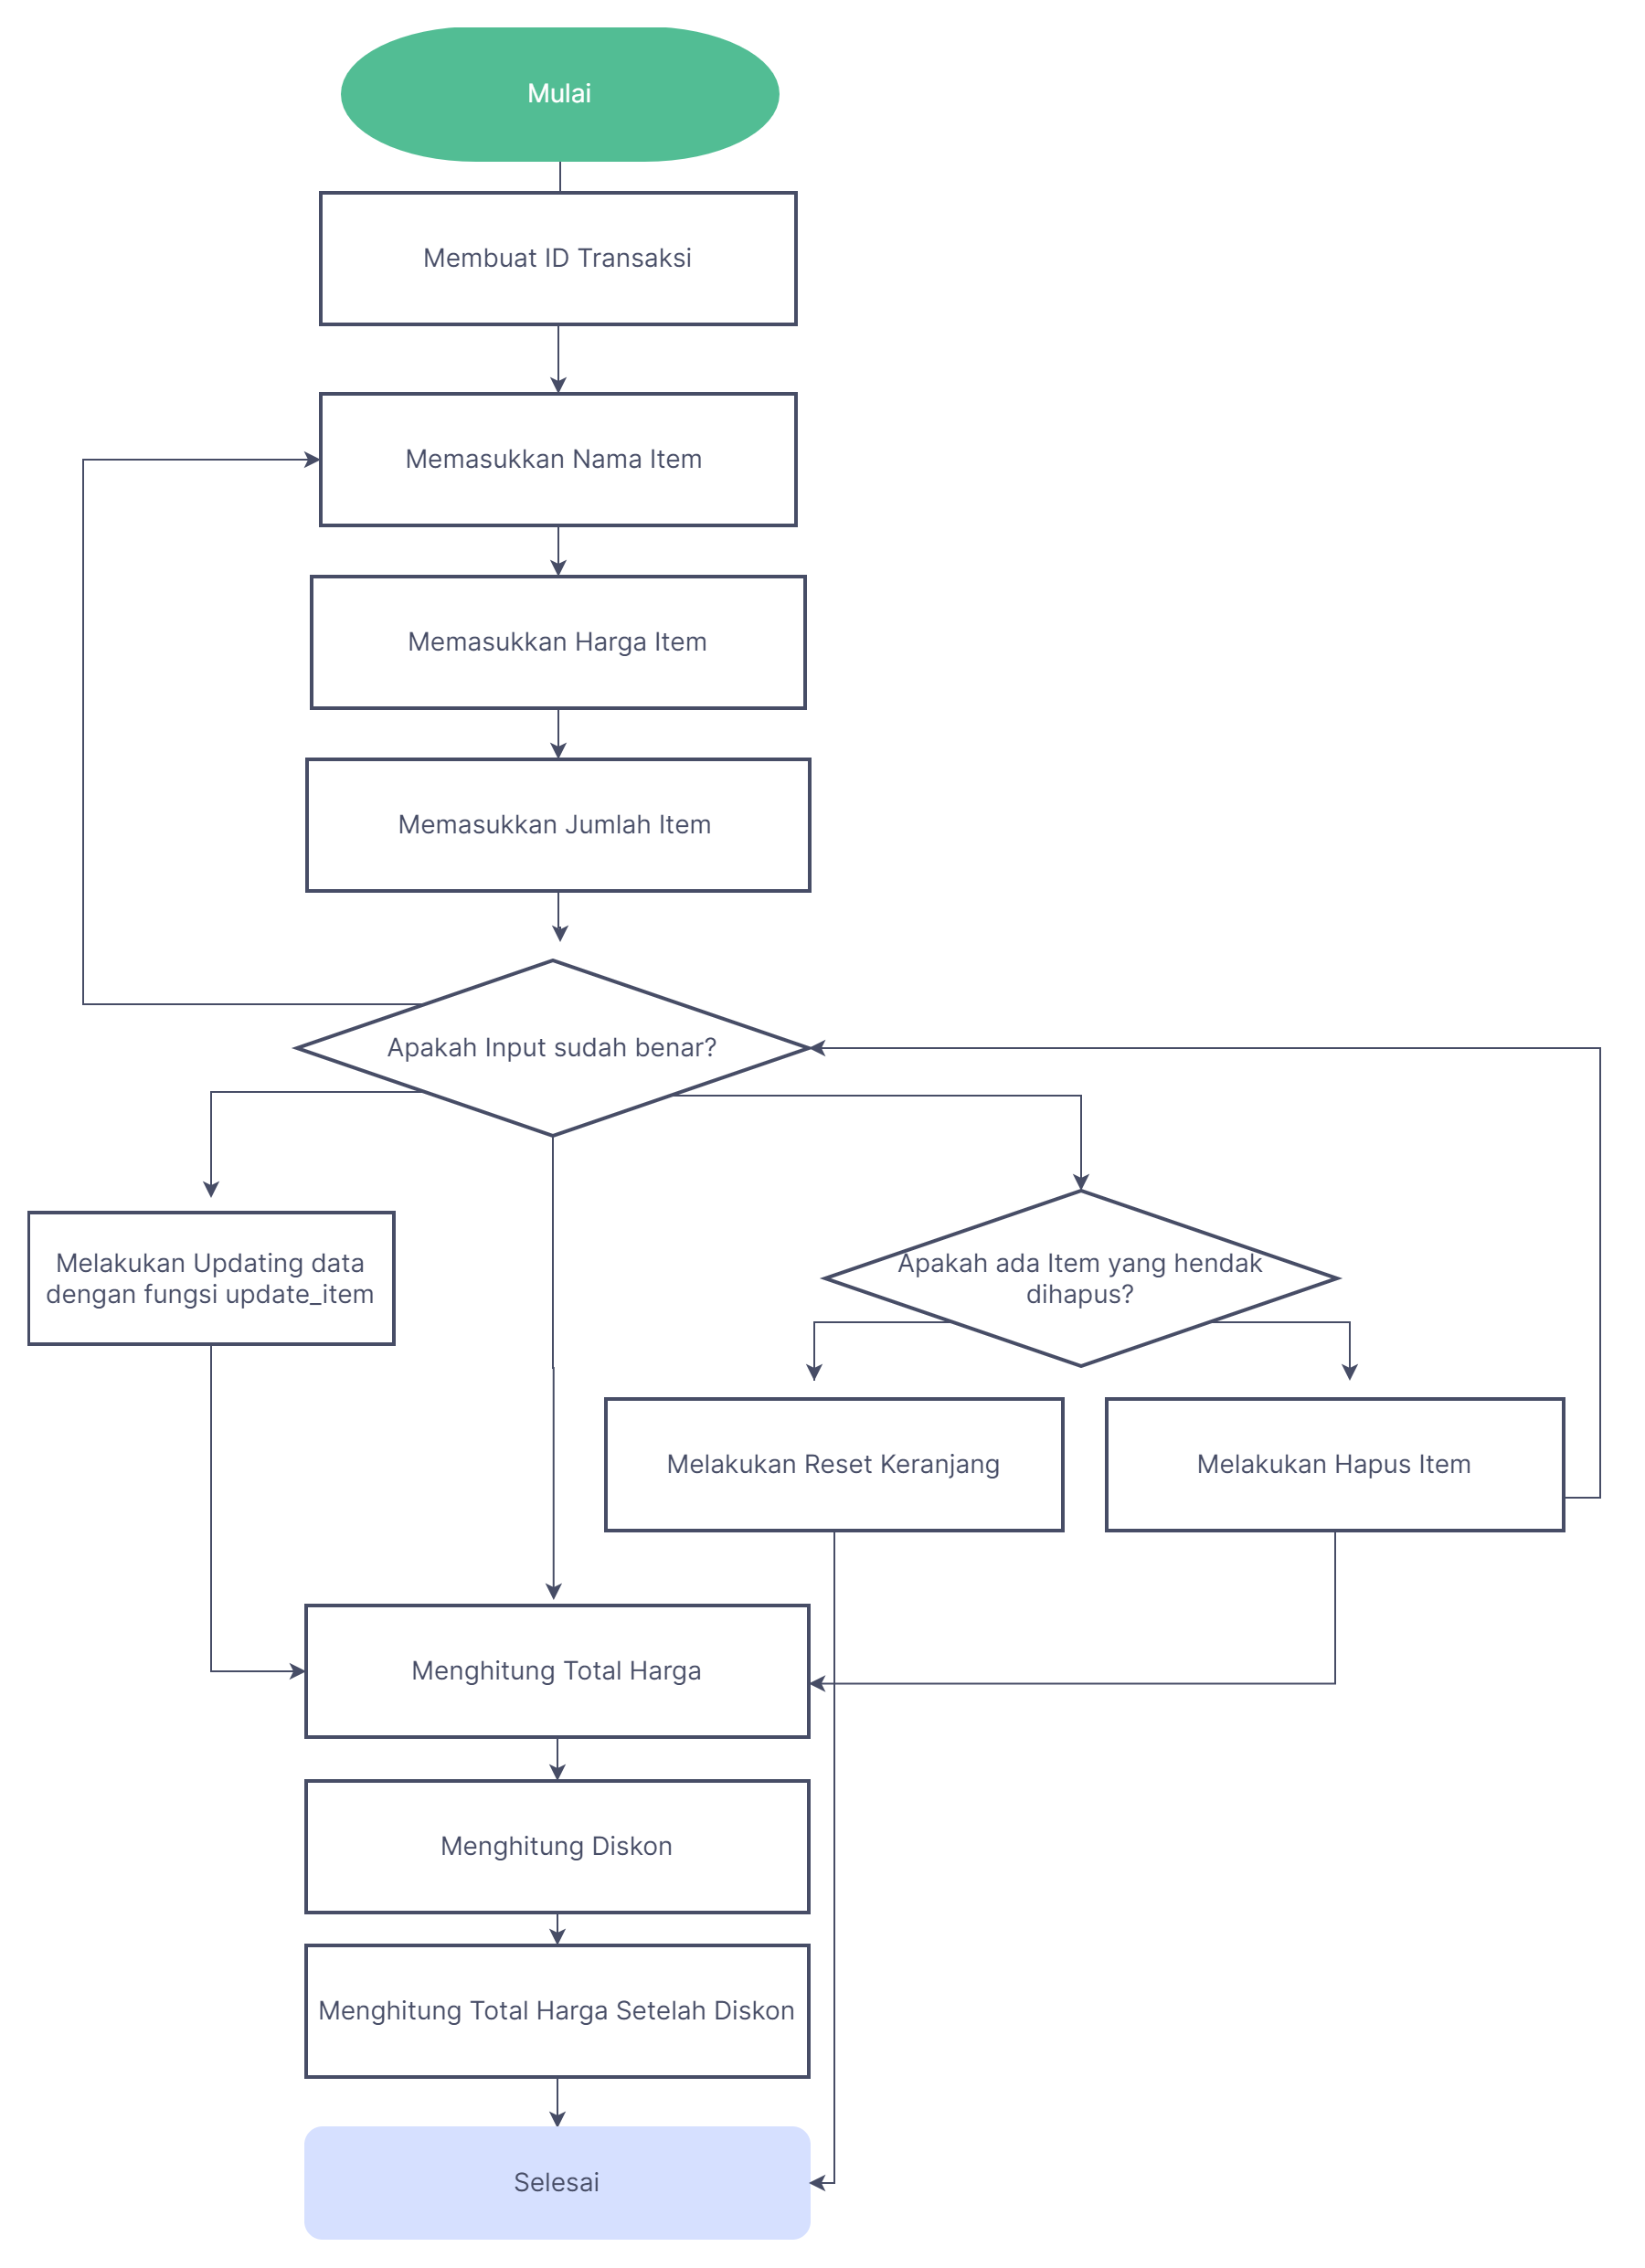 Mulai
Membuat ID Transaksi
Memasukkan Nama Item
Memasukkan Harga Item
Memasukkan Jumlah Item
Apakah Input sudah benar?
Melakukan Updating data
dengan fungsi update_item
Apakah ada Item yang hendak
dihapus?
Melakukan Reset Keranjang
Melakukan Hapus Item
Menghitung Total Harga
Menghitung Diskon
Menghitung Total Harga Setelah Diskon
Selesai